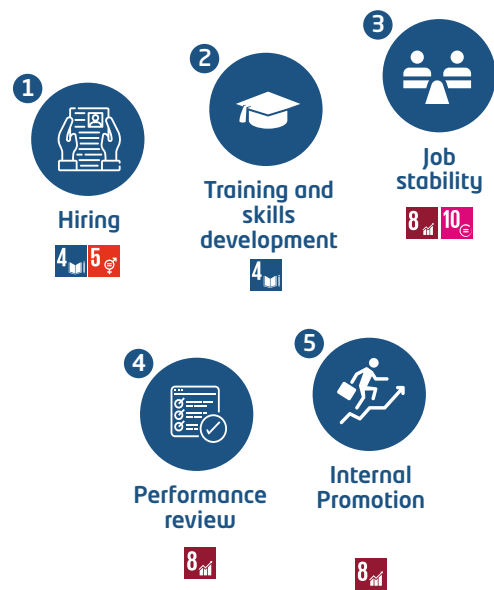 1
Hiring
4 5
2
Training and
skills
development
4
3
Job
stability
8 10
4
Performance
review
8
5
Internal
Promotion
8